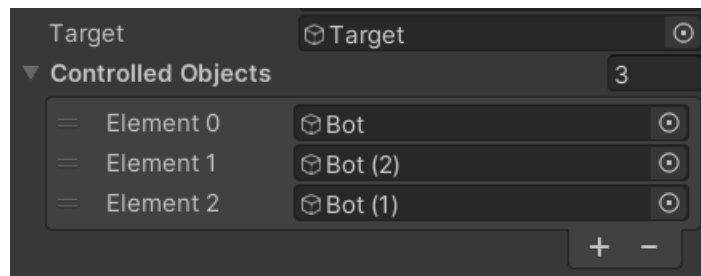 Target Target
Controlled Objects 3
Element 0 Bot
Element 1 Bot (2)
Element 2 Bot (1)
+ -